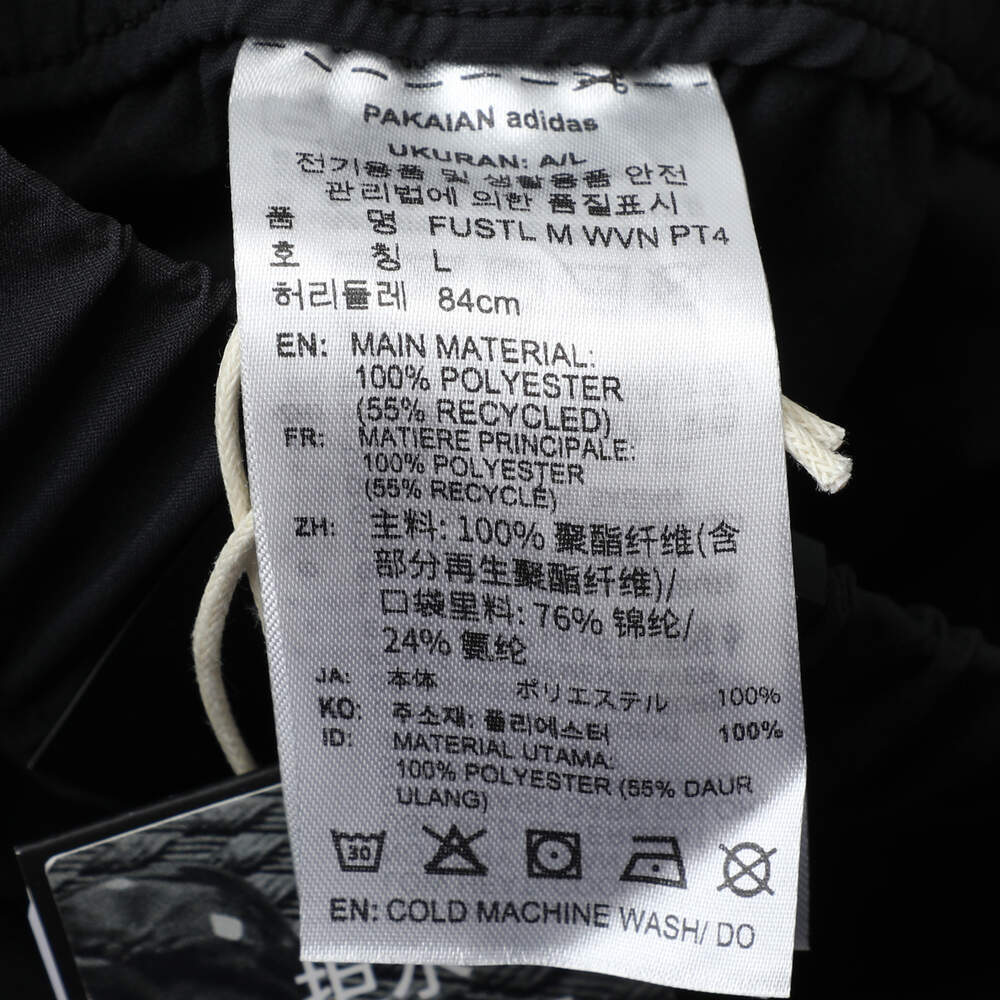 PAKAIAN adidas
UKURAN: A/L
전기용품 및 생활용품 안전
관리법에 의한 품질표시
품 명 FUSTL M WVN PT4
호 칭 L
허리둘레 84cm
EN: MAIN MATERIAL:
100% POLYESTER
(55% RECYCLED)
FR: MATIERE PRINCIPALE:
100% POLYESTER
(55% RECYCLÉ)
ZH: 主料: 100% 聚酯纤维(含
部分再生聚酯纤维)/
口袋里料: 76% 锦纶/
24% 氨纶
JA: 本体 ポリエステル 100%
KO: 주소재: 폴리에스터 100%
ID: MATERIAL UTAMA:
100% POLYESTER (55% DAUR
ULANG)
30
EN: COLD MACHINE WASH/ DO